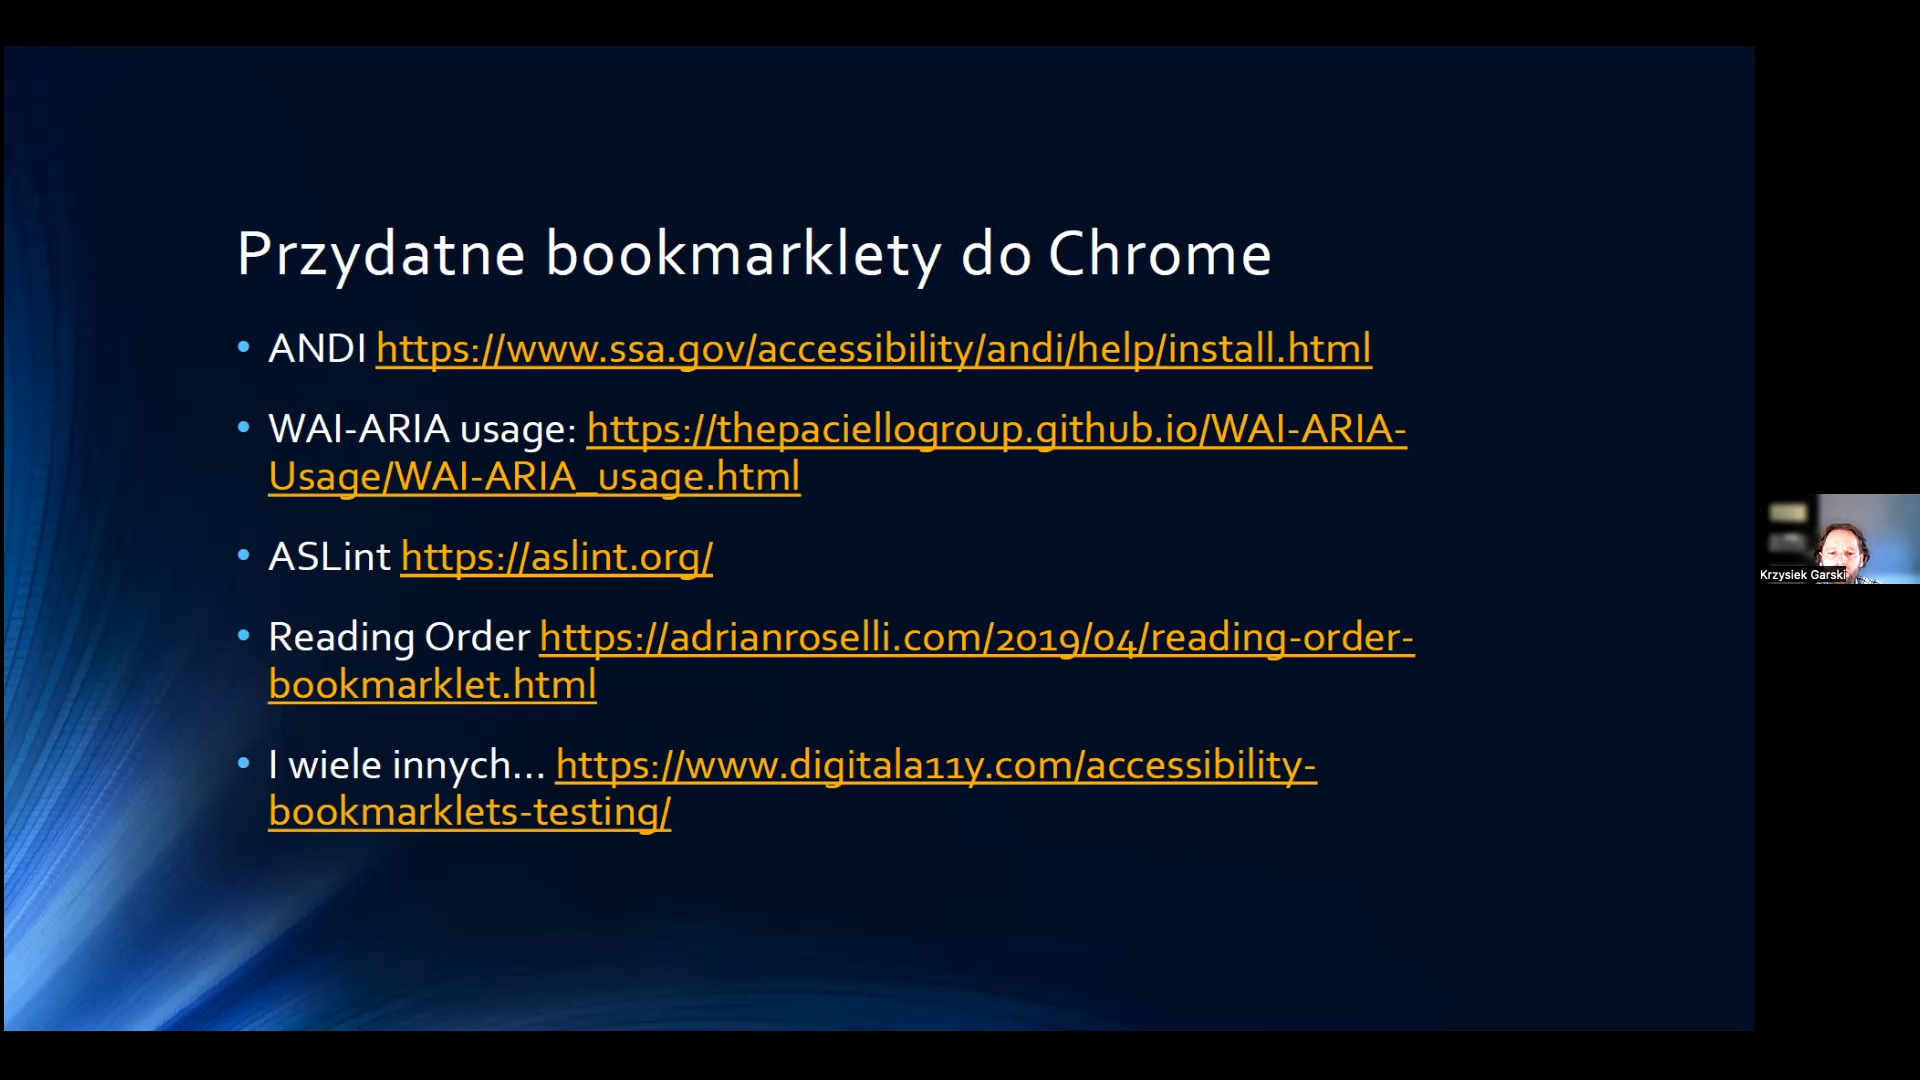 Przydatne bookmarklety do Chrome
• ANDI https://www.ssa.gov/accessibility/andi/help/install.html
• WAI-ARIA usage: https://thepaciellogroup.github.io/WAI-ARIA-
Usage/WAI-ARIA_usage.html
• ASLint https://aslint.org/
• Reading Order https://adrianroselli.com/2019/04/reading-order-
bookmarklet.html
• I wiele innych... https://www.digitala11y.com/accessibility-
bookmarklets-testing/
Krzysiek Garski